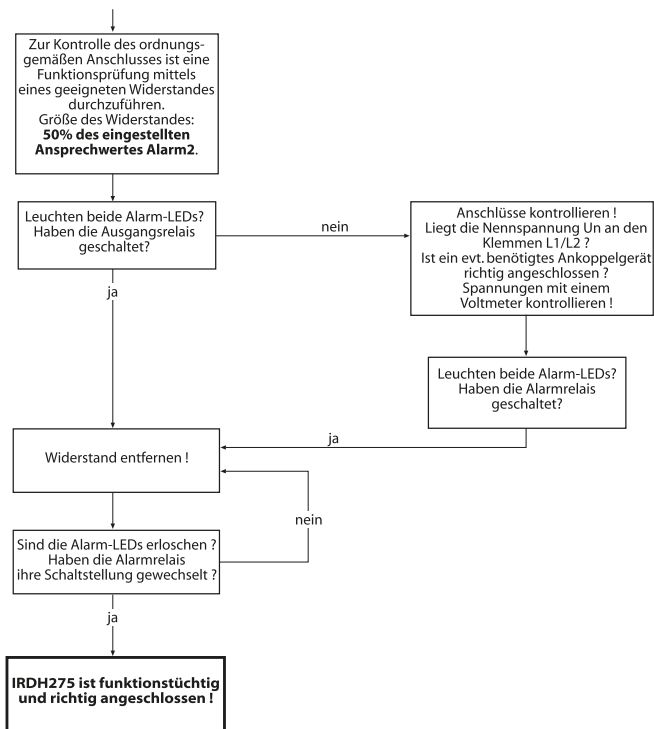 Zur Kontrolle des ordnungs-
gemäßen Anschlusses ist eine
Funktionsprüfung mittels
eines geeigneten Widerstandes
durchzuführen.
Größe des Widerstandes:
50% des eingestellten
Ansprechwertes Alarm2.
Leuchten beide Alarm-LEDs?
Haben die Ausgangsrelais
geschaltet?
nein
Anschlüsse kontrollieren !
Liegt die Nennspannung Un an den
Klemmen L1/L2 ?
Ist ein evt. benötigtes Ankoppelgerät
richtig angeschlossen ?
Spannungen mit einem
Voltmeter kontrollieren !
ja
Leuchten beide Alarm-LEDs?
Haben die Alarmrelais
geschaltet?
ja
Widerstand entfernen !
nein
Sind die Alarm-LEDs erloschen ?
Haben die Alarmrelais
ihre Schaltstellung gewechselt ?
ja
IRDH275 ist funktionstüchtig
und richtig angeschlossen !